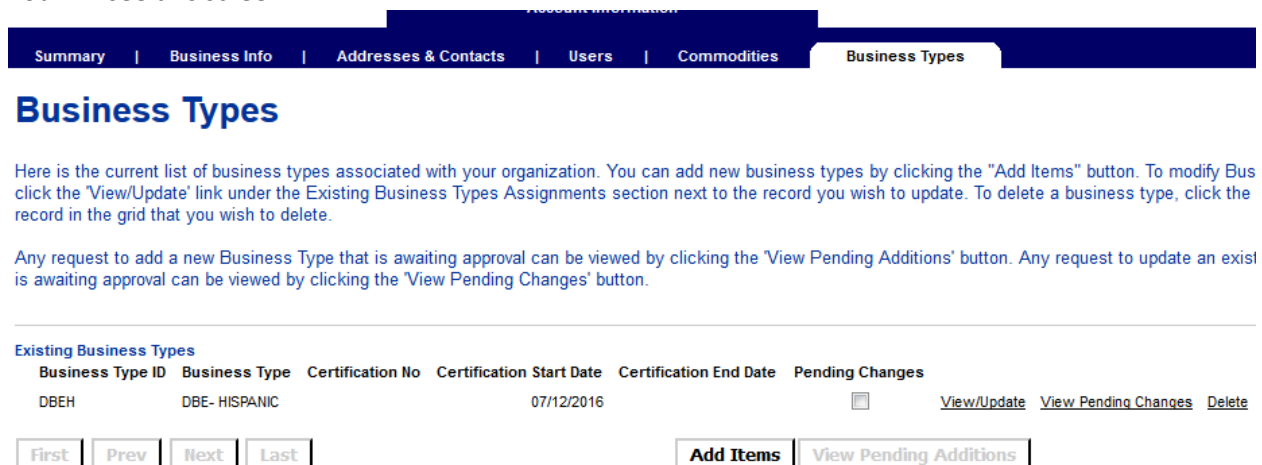 Account Information
Summary | Business Info | Addresses & Contacts | Users | Commodities Business Types
Business Types
Here is the current list of business types associated with your organization. You can add new business types by clicking the "Add Items" button. To modify Bus
click the 'View/Update' link under the Existing Business Types Assignments section next to the record you wish to update. To delete a business type, click the
record in the grid that you wish to delete.
Any request to add a new Business Type that is awaiting approval can be viewed by clicking the 'View Pending Additions' button. Any request to update an exist
is awaiting approval can be viewed by clicking the 'View Pending Changes' button.
Existing Business Types
Business Type ID Business Type Certification No Certification Start Date Certification End Date Pending Changes
DBEH DBE- HISPANIC 07/12/2016 View/Update View Pending Changes Delete
First Prev Next Last Add Items View Pending Additions